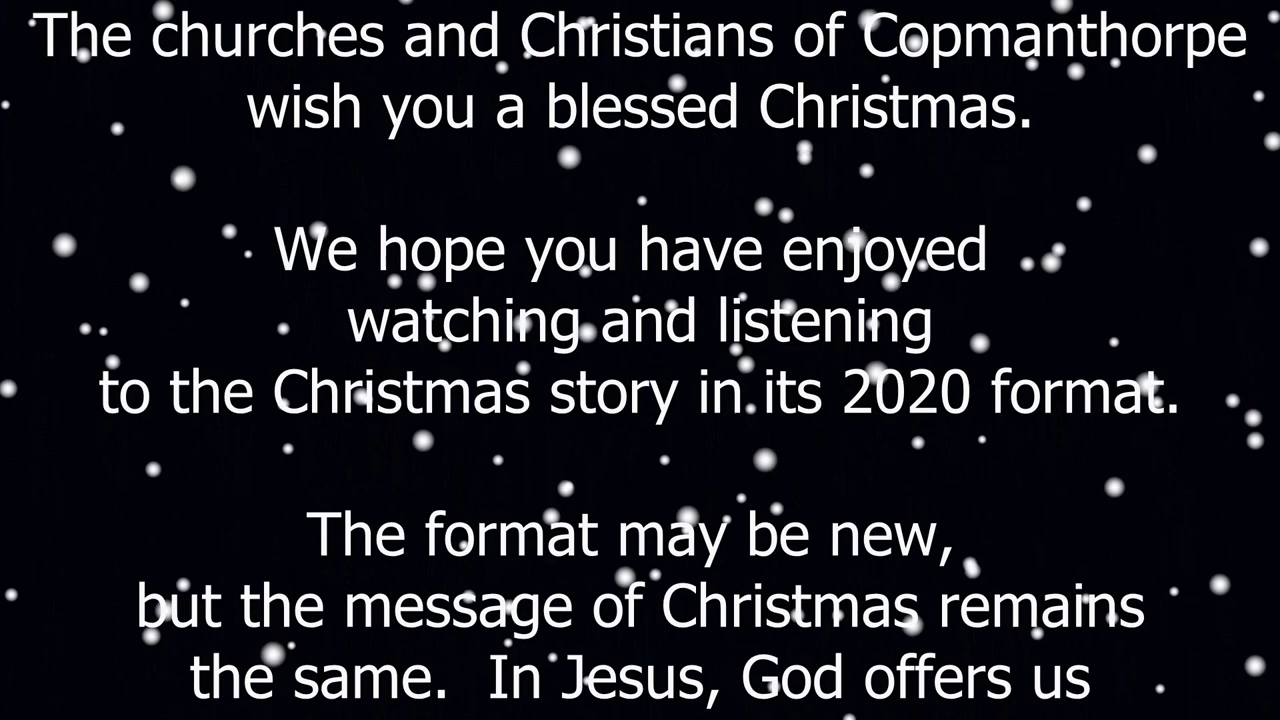 The churches and Christians of Copmanthorpe
wish you a blessed Christmas.
We hope you have enjoyed
watching and listening
to the Christmas story in its 2020 format.
The format may be new,
but the message of Christmas remains
the same.  In Jesus, God offers us